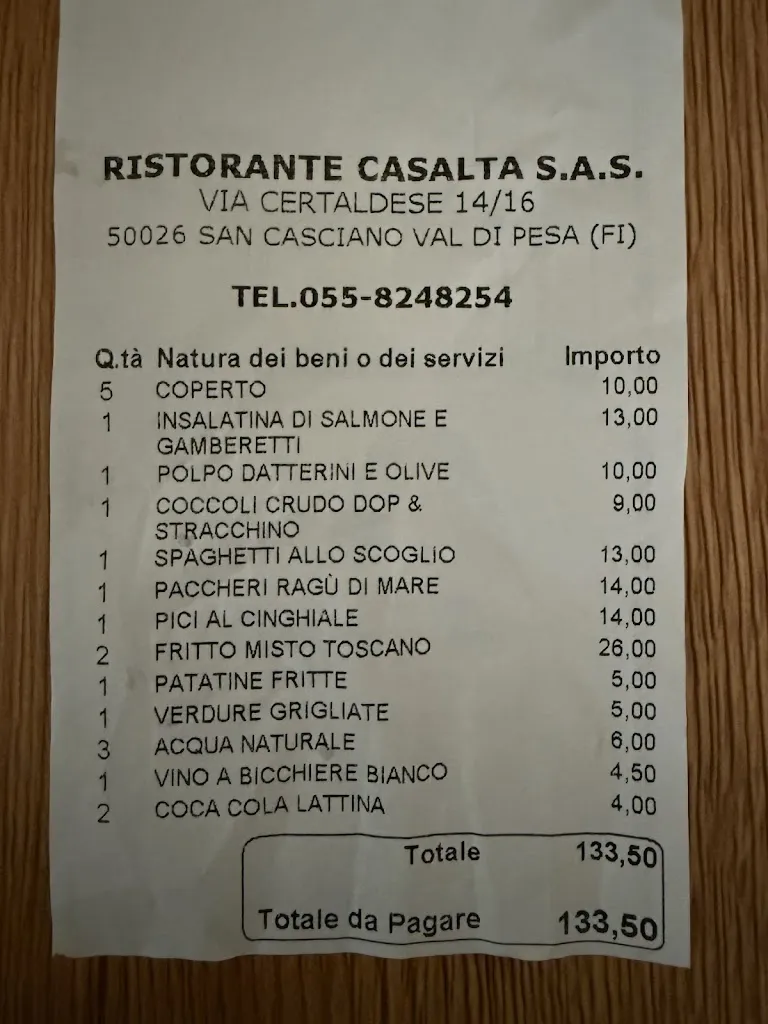 RISTORANTE CASALTA S.A.S.
VIA CERTALDESE 14/16
50026 SAN CASCIANO VAL DI PESA (FI)
TEL.055-8248254
Q.tà Natura dei beni o dei servizi Importo
5 COPERTO 10,00
1 INSALATINA DI SALMONE E 13,00
GAMBERETTI
1 POLPO DATTERINI E OLIVE 10,00
1 COCCOLI CRUDO DOP & 9,00
STRACCHINO
1 SPAGHETTI ALLO SCOGLIO 13,00
1 PACCHERI RAGÙ DI MARE 14,00
1 PICI AL CINGHIALE 14,00
2 FRITTO MISTO TOSCANO 26,00
1 PATATINE FRITTE 5,00
1 VERDURE GRIGLIATE 5,00
3 ACQUA NATURALE 6,00
1 VINO A BICCHIERE BIANCO 4,50
2 COCA COLA LATTINA 4,00
Totale 133,50
Totale da Pagare 133,50